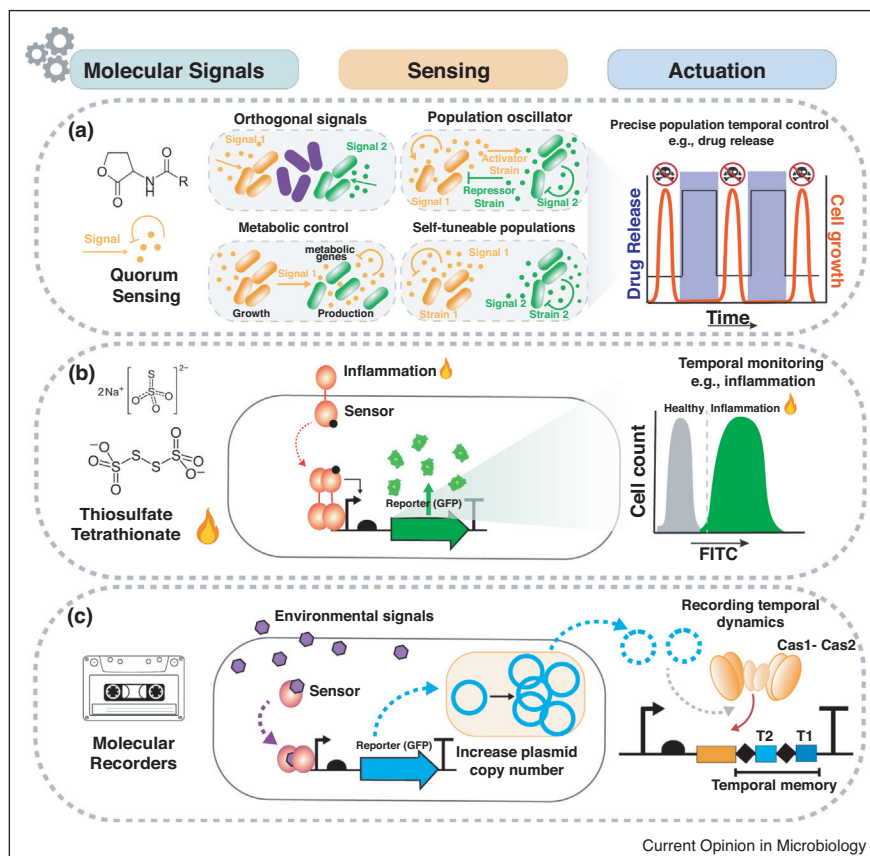 Molecular Signals
Sensing
Actuation
(a)
O
O
O
N
H
R
Signal
Quorum
Sensing
Orthogonal signals
Signal 1
Signal 2
Population oscillator
Activator
Strain
Repressor
Strain
Signal 1
Signal 2
Metabolic control
metabolic
genes
Signal 1
Growth
Production
Self-tuneable populations
Signal 1
Signal 2
Strain 1
Strain 2
Precise population temporal control
e.g., drug release
Drug Release
Cell growth
Time
(b)
2Na+
S
O
S
O
O
2−
−O
O
S
O
S
S
O
S
O
O−
Thiosulfate
Tetrathionate
Inflammation
Sensor
Reporter (GFP)
Temporal monitoring
e.g., inflammation
Healthy
Inflammation
Cell count
FITC
(c)
Molecular
Recorders
Environmental signals
Sensor
Reporter (GFP)
Increase plasmid
copy number
Recording temporal
dynamics
Cas1- Cas2
T2
T1
Temporal memory
Current Opinion in Microbiology